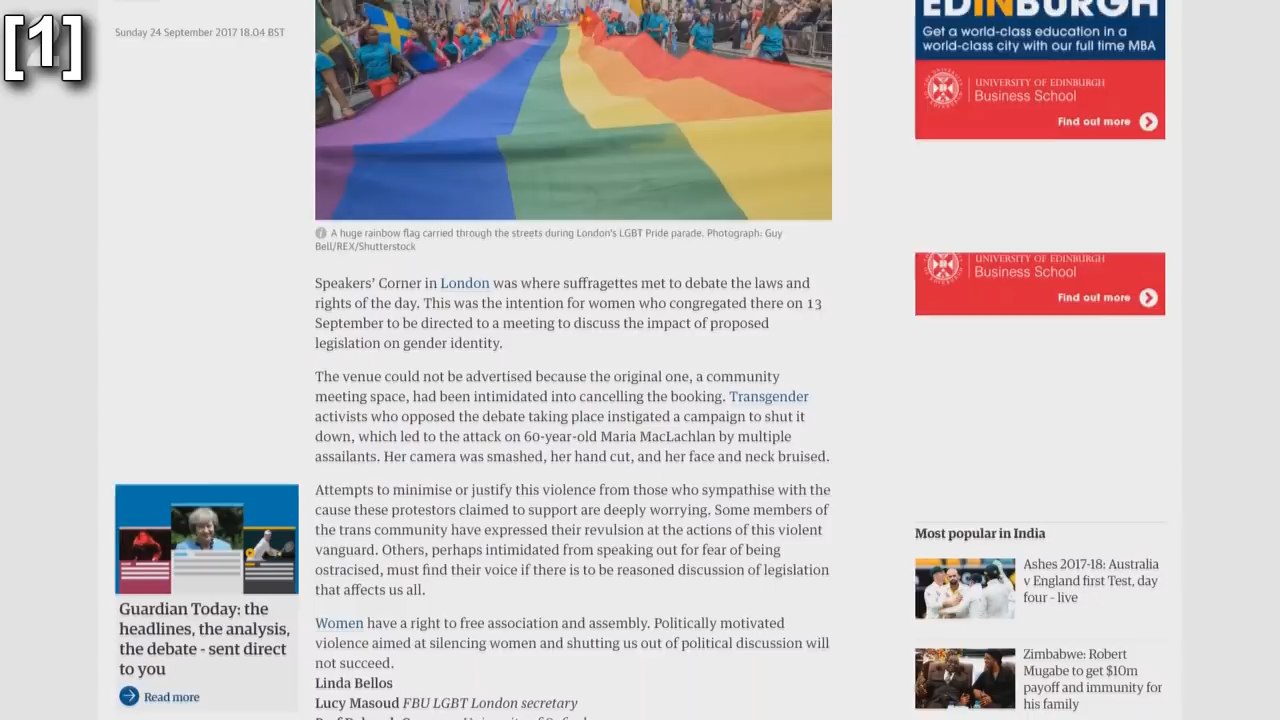 [1]
Sunday 24 September 2017 18.04 BST
A huge rainbow flag carried through the streets during London's LGBT Pride parade. Photograph: Guy
Bell/REX/Shutterstock
Speakers' Corner in London was where suffragettes met to debate the laws and
rights of the day. This was the intention for women who congregated there on 13
September to be directed to a meeting to discuss the impact of proposed
legislation on gender identity.
The venue could not be advertised because the original one, a community
meeting space, had been intimidated into cancelling the booking. Transgender
activists who opposed the debate taking place instigated a campaign to shut it
down, which led to the attack on 60-year-old Maria MacLachlan by multiple
assailants. Her camera was smashed, her hand cut, and her face and neck bruised.
Attempts to minimise or justify this violence from those who sympathise with the
cause these protestors claimed to support are deeply worrying. Some members of
the trans community have expressed their revulsion at the actions of this violent
vanguard. Others, perhaps intimidated from speaking out for fear of being
ostracised, must find their voice if there is to be reasoned discussion of legislation
that affects us all.
Women have a right to free association and assembly. Politically motivated
violence aimed at silencing women and shutting us out of political discussion will
not succeed.
Linda Bellos
Lucy Masoud FBU LGBT London secretary
Guardian Today: the
headlines, the analysis,
the debate - sent direct
to you
Read more
EDINBURGH
Get a world-class education in a
world-class city with our full time MBA
UNIVERSITY OF EDINBURGH
Business School
Find out more
UNIVERSITY OF EDINBURGH
Business School
Find out more
Most popular in India
Ashes 2017-18: Australia
v England first Test, day
four - live
Zimbabwe: Robert
Mugabe to get $10m
payoff and immunity for
his family